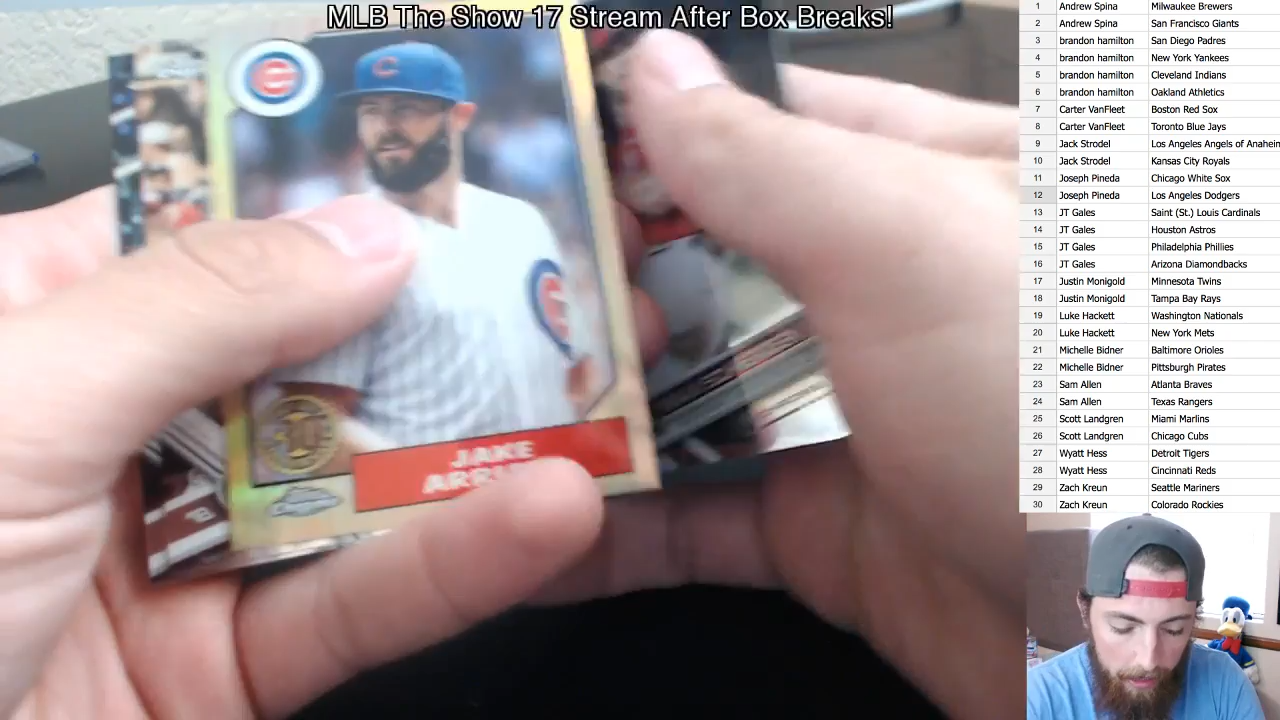 MLB The Show 17 Stream After Box Breaks!
C
JAKE
1 Andrew Spina Milwaukee Brewers
2 Andrew Spina San Francisco Giants
3 brandon hamilton San Diego Padres
4 brandon hamilton New York Yankees
5 brandon hamilton Cleveland Indians
6 brandon hamilton Oakland Athletics
7 Carter VanFleet Boston Red Sox
8 Carter VanFleet Toronto Blue Jays
9 Jack Strodel Los Angeles Angels of Anaheim
10 Jack Strodel Kansas City Royals
11 Joseph Pineda Chicago White Sox
12 Joseph Pineda Los Angeles Dodgers
13 JT Gales Saint (St.) Louis Cardinals
14 JT Gales Houston Astros
15 JT Gales Philadelphia Phillies
16 JT Gales Arizona Diamondbacks
17 Justin Monigold Minnesota Twins
18 Justin Monigold Tampa Bay Rays
19 Luke Hackett Washington Nationals
20 Luke Hackett New York Mets
21 Michelle Bidner Baltimore Orioles
22 Michelle Bidner Pittsburgh Pirates
23 Sam Allen Atlanta Braves
24 Sam Allen Texas Rangers
25 Scott Landgren Miami Marlins
26 Scott Landgren Chicago Cubs
27 Wyatt Hess Detroit Tigers
28 Wyatt Hess Cincinnati Reds
29 Zach Kreun Seattle Mariners
30 Zach Kreun Colorado Rockies